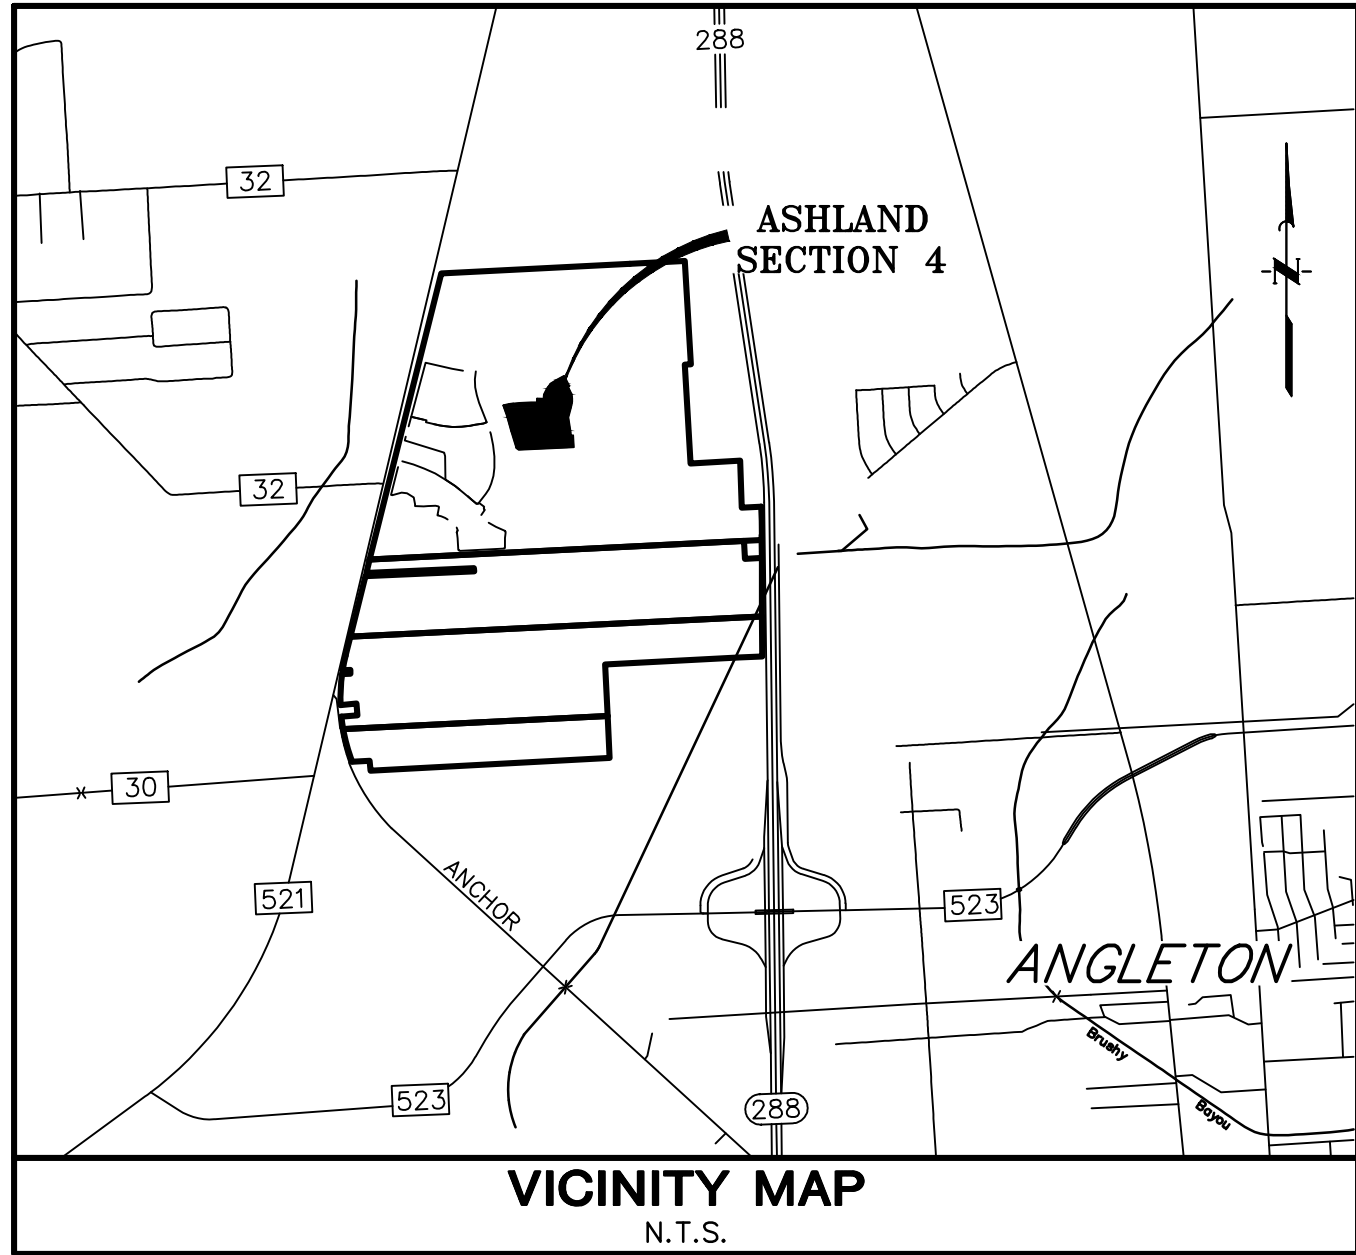 288
32
ASHLAND
SECTION 4
N
32
30
521
ANCHOR
523
ANGLETON
Brushy
523
288
Bayou
VICINITY MAP
N.T.S.